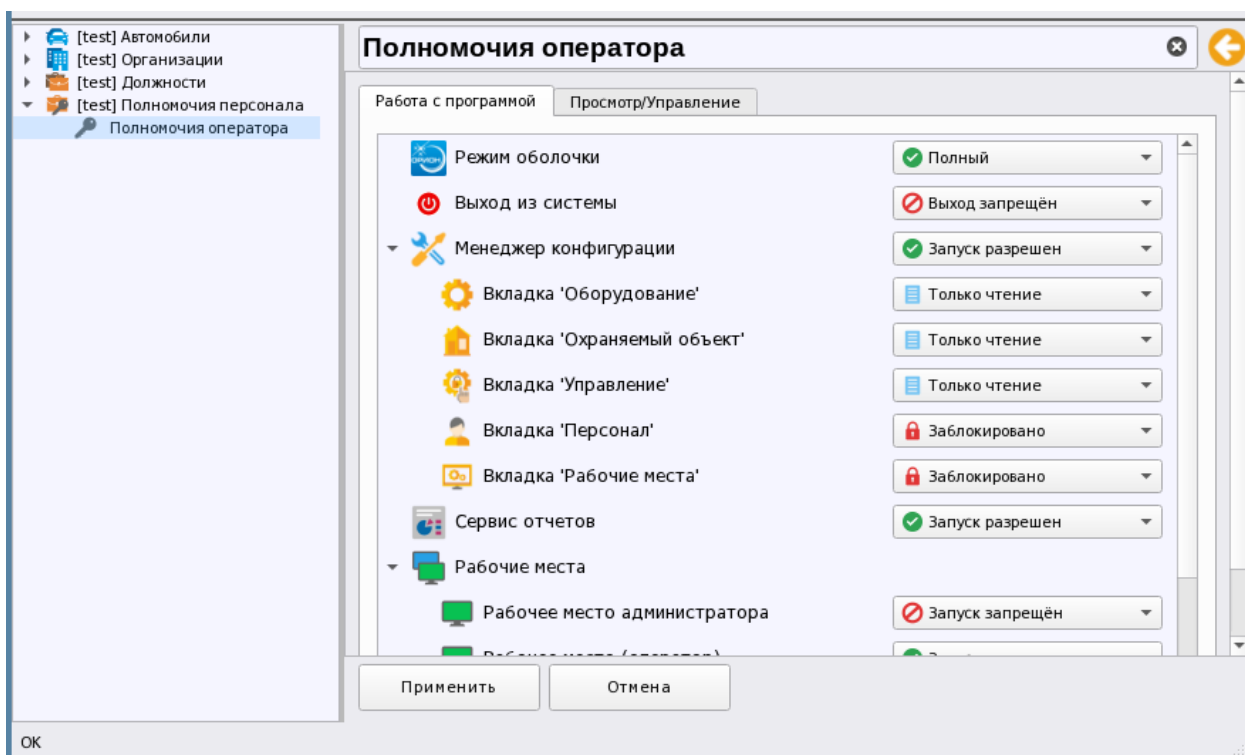 [test] Автомобили
[test] Организации
[test] Должности
[test] Полномочия персонала
Полномочия оператора
Полномочия оператора
Работа с программой
Просмотр/Управление
Режим оболочки
Полный
Выход из системы
Выход запрещён
Менеджер конфигурации
Запуск разрешен
Вкладка 'Оборудование'
Только чтение
Вкладка 'Охраняемый объект'
Только чтение
Вкладка 'Управление'
Только чтение
Вкладка 'Персонал'
Заблокировано
Вкладка 'Рабочие места'
Заблокировано
Сервис отчетов
Запуск разрешен
Рабочие места
Рабочее место администратора
Запуск запрещён
Рабочее место (оператор)
Применить
Отмена
OK